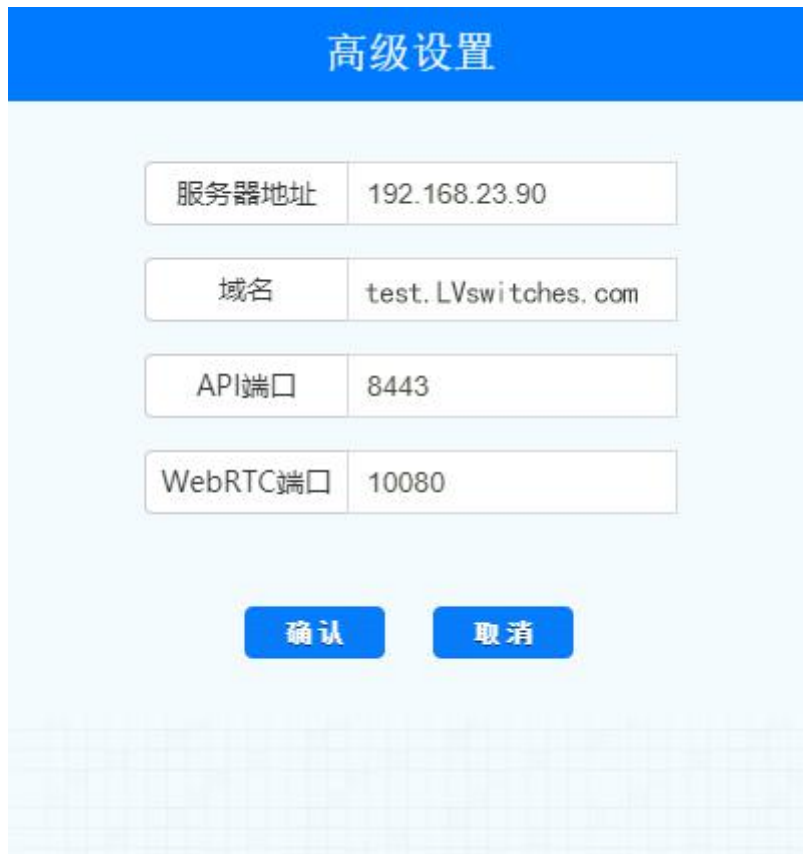 高级设置
服务器地址 192.168.23.90
域名 test.LVswitches.com
API端口 8443
WebRTC端口 10080
确认 取消